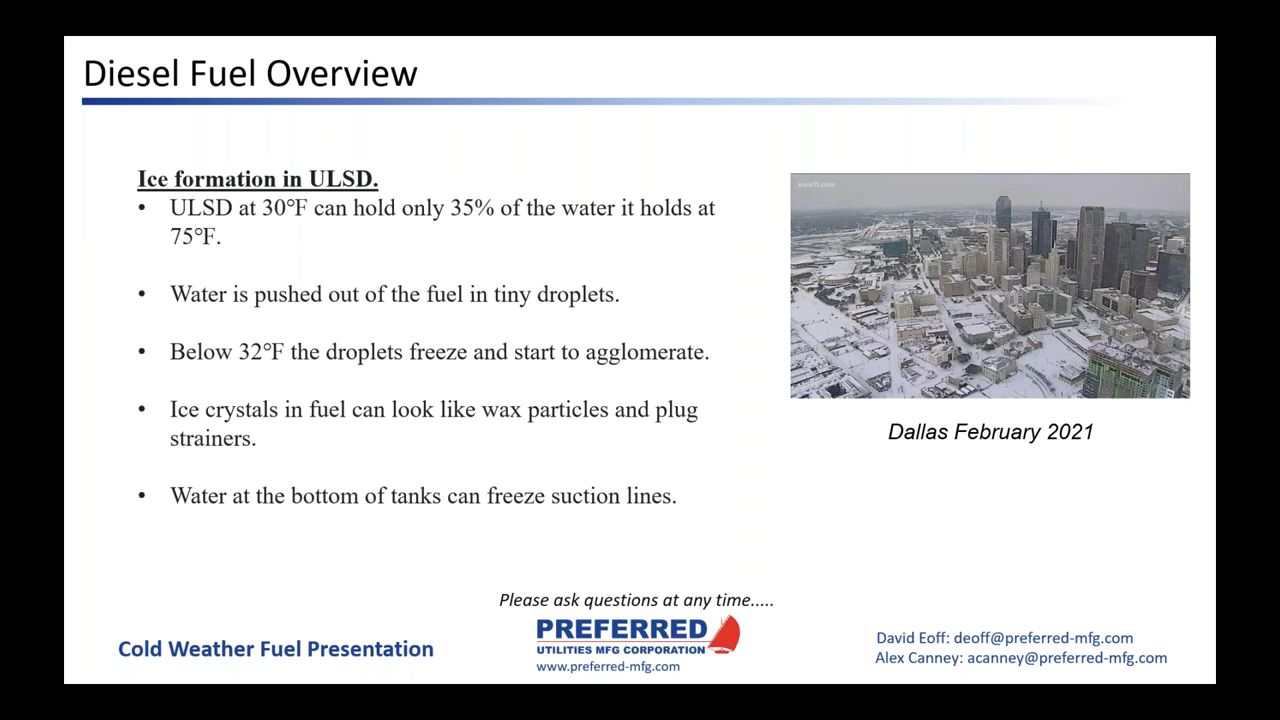 Diesel Fuel Overview
Ice formation in ULSD.
• ULSD at 30°F can hold only 35% of the water it holds at
75°F.
• Water is pushed out of the fuel in tiny droplets.
• Below 32°F the droplets freeze and start to agglomerate.
• Ice crystals in fuel can look like wax particles and plug
strainers.
• Water at the bottom of tanks can freeze suction lines.
Dallas February 2021
Please ask questions at any time.....
Cold Weather Fuel Presentation
PREFERRED
UTILITIES MFG CORPORATION
www.preferred-mfg.com
David Eoff: deoff@preferred-mfg.com
Alex Canney: acanney@preferred-mfg.com